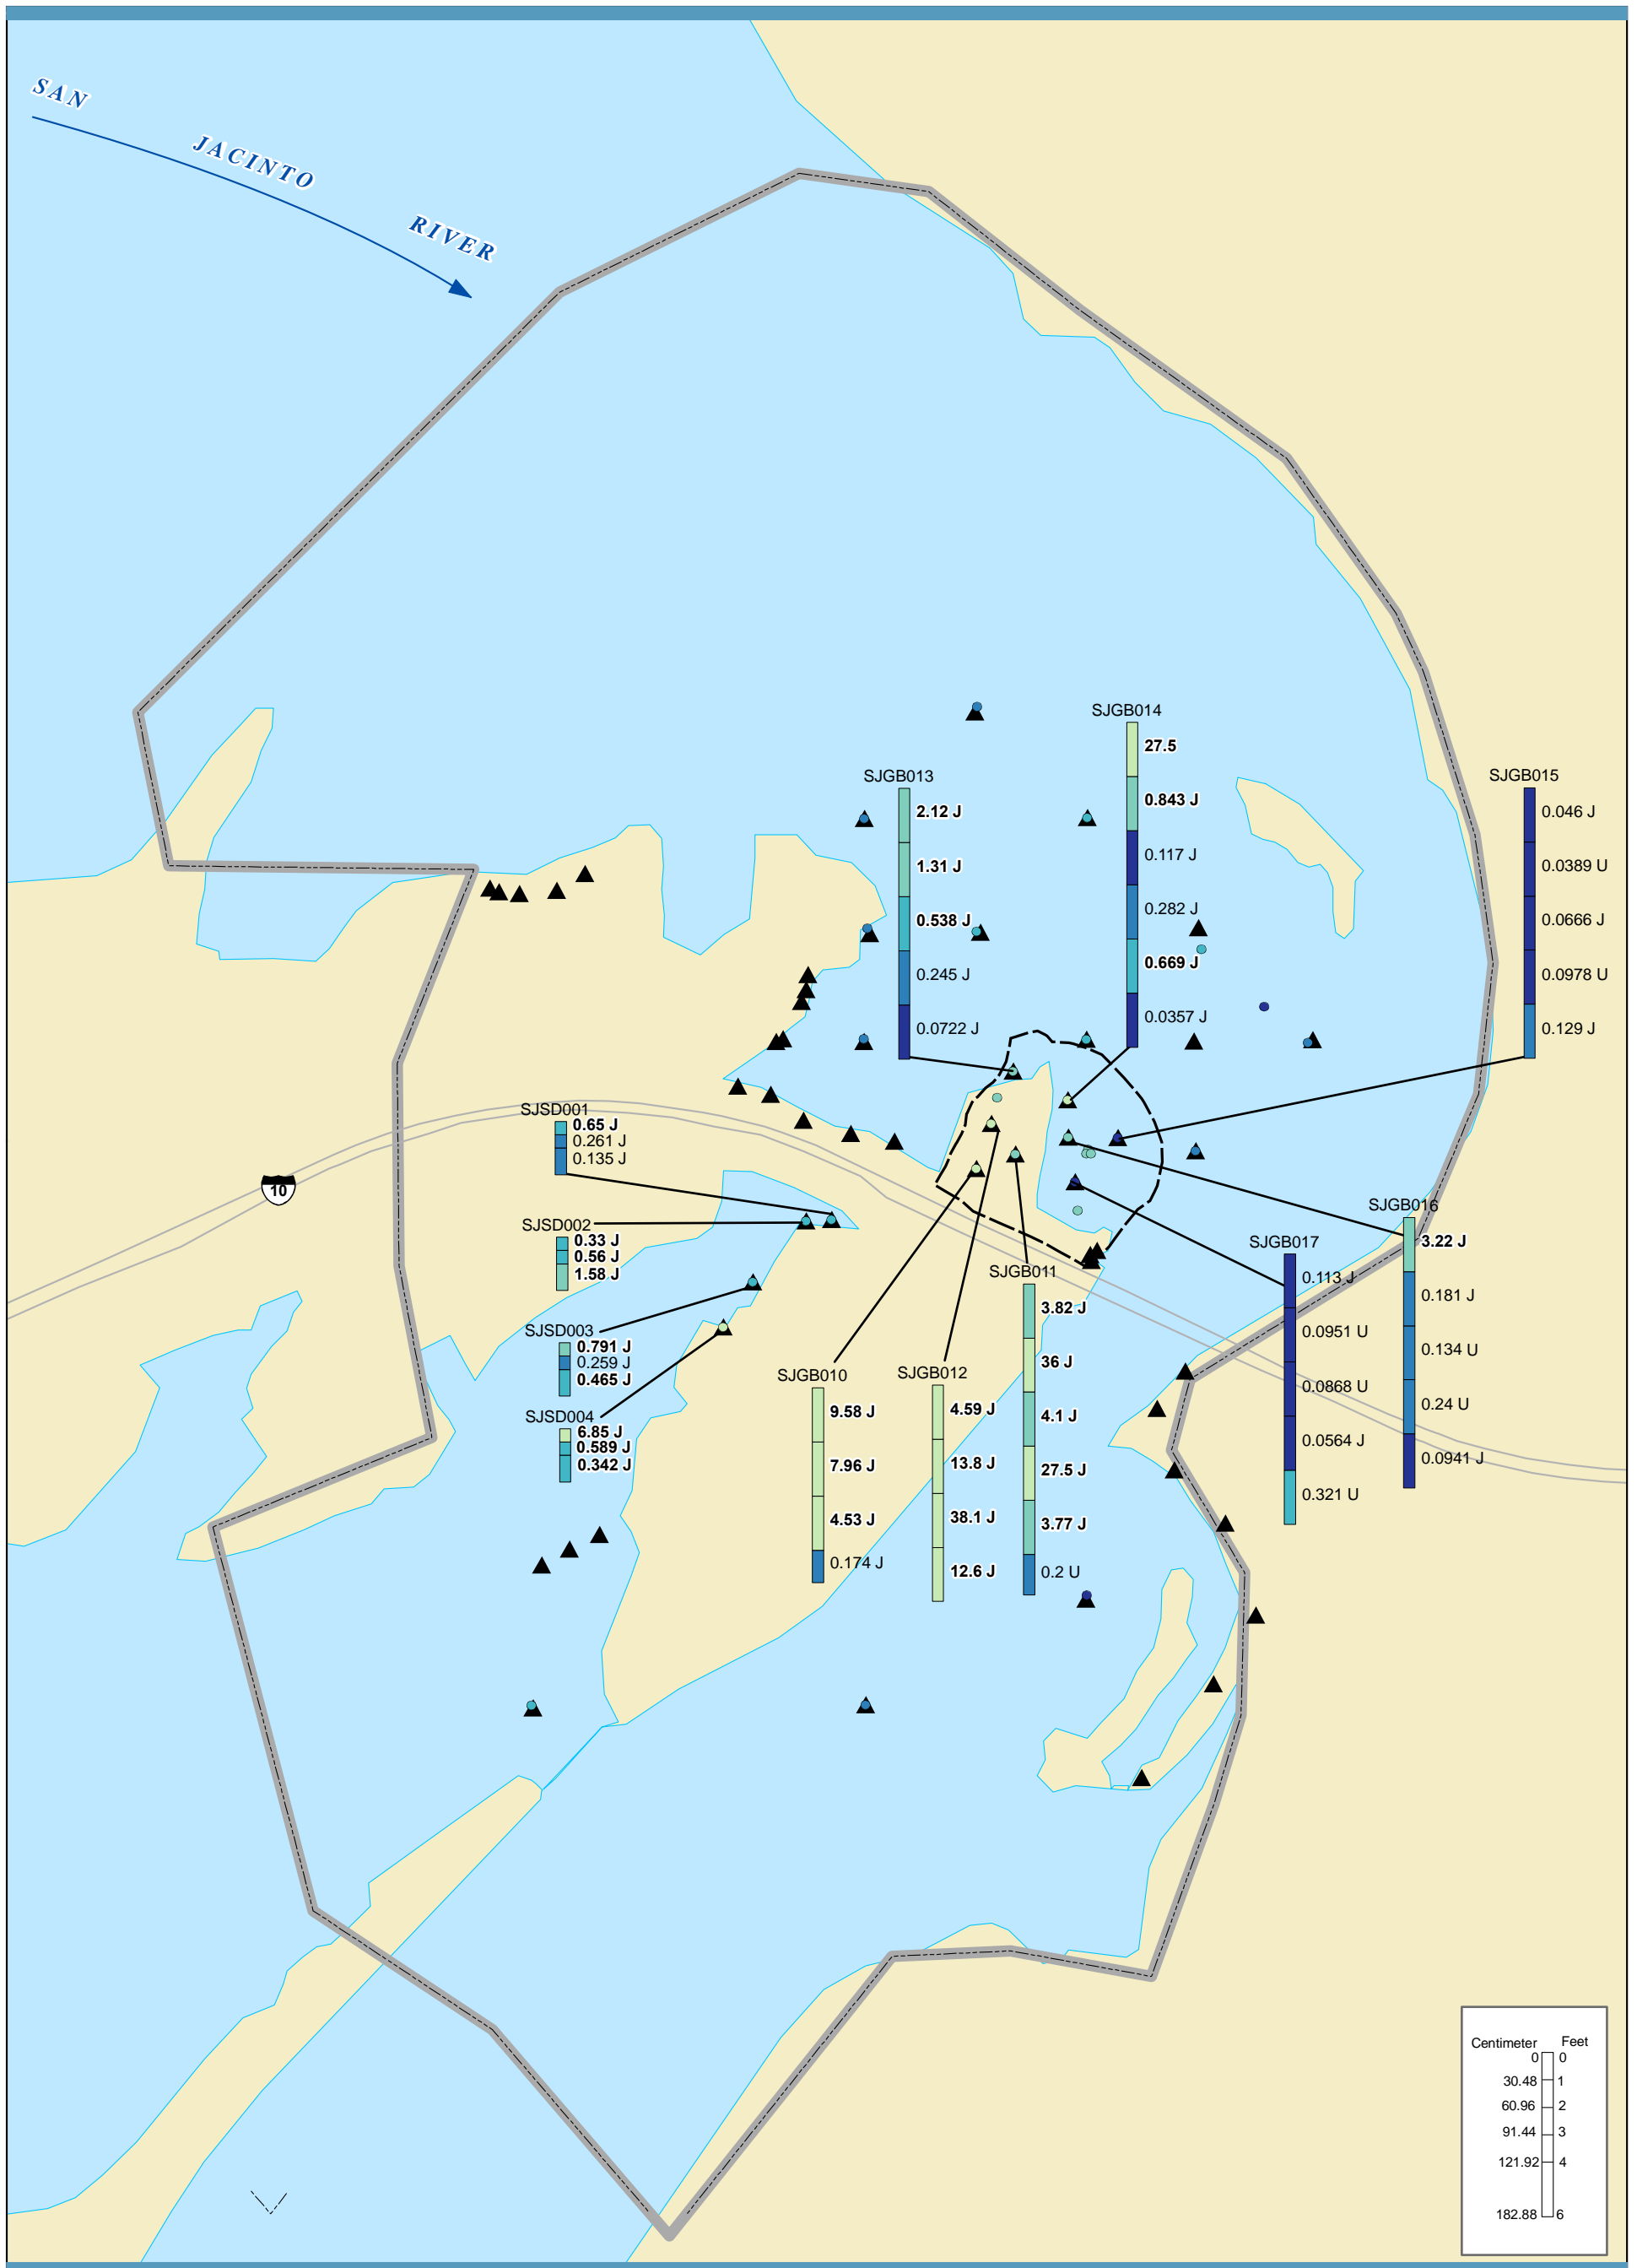 SAN
JACINTO
RIVER
SJGB014
27.5
0.843 J
0.117 J
0.282 J
0.669 J
0.0357 J
SJGB013
2.12 J
1.31 J
0.538 J
0.245 J
0.0722 J
SJGB015
0.046 J
0.0389 U
0.0666 J
0.0978 U
0.129 J
SJSD001
0.65 J
0.261 J
0.135 J
10
SJSD002
0.33 J
0.56 J
1.58 J
SJSD003
0.791 J
0.259 J
0.465 J
SJSD004
6.85 J
0.589 J
0.342 J
SJGB010
9.58 J
7.96 J
4.53 J
0.174 J
SJGB012
4.59 J
13.8 J
38.1 J
12.6 J
SJGB011
3.82 J
36 J
4.1 J
27.5 J
3.77 J
0.2 U
SJGB017
0.113 J
0.0951 U
0.0868 U
0.0564 J
0.321 U
SJGB016
3.22 J
0.181 J
0.134 U
0.24 U
0.0941 J
Centimeter Feet
0 0
30.48 1
60.96 2
91.44 3
121.92 4
182.88 6